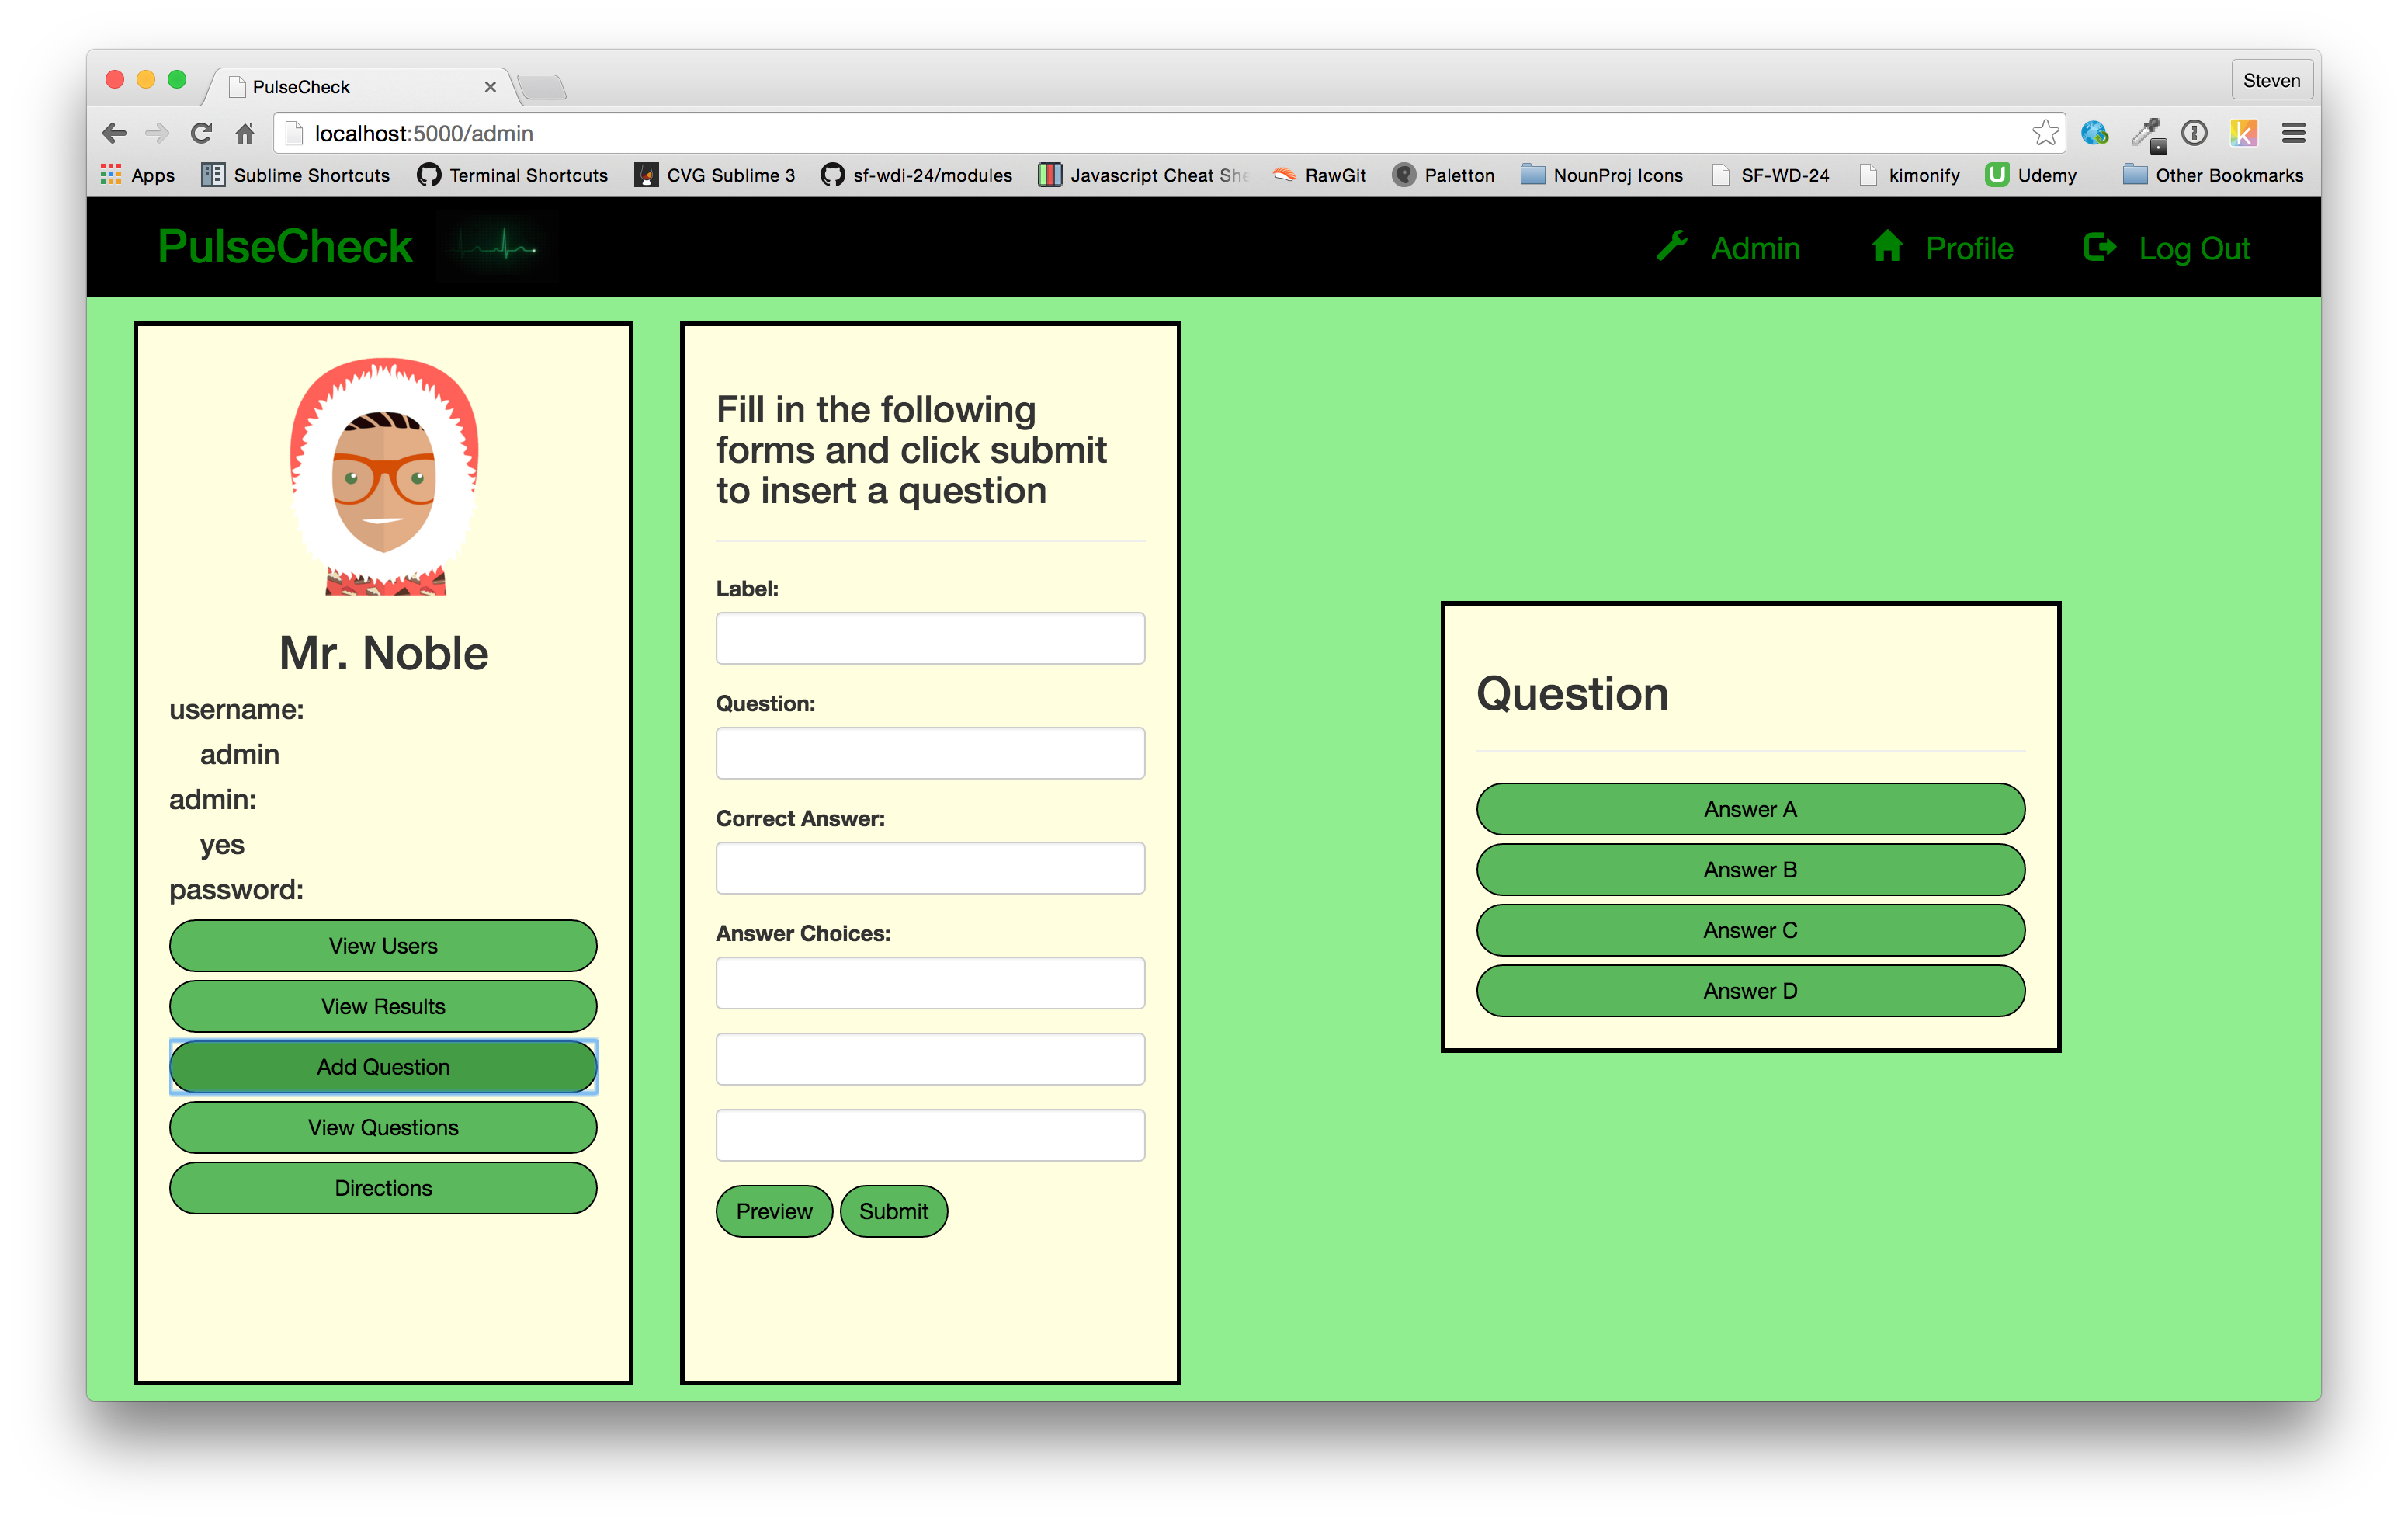 PulseCheck
Steven
localhost:5000/admin
Apps
Sublime Shortcuts
Terminal Shortcuts
CVG Sublime 3
sf-wdi-24/modules
Javascript Cheat She
RawGit
Paletton
NounProj Icons
SF-WD-24
kimonify
Udemy
Other Bookmarks
PulseCheck
Admin
Profile
Log Out
Mr. Noble
username:
admin
admin:
yes
password:
View Users
View Results
Add Question
View Questions
Directions
Fill in the following
forms and click submit
to insert a question
Label:
Question:
Correct Answer:
Answer Choices:
Preview
Submit
Question
Answer A
Answer B
Answer C
Answer D